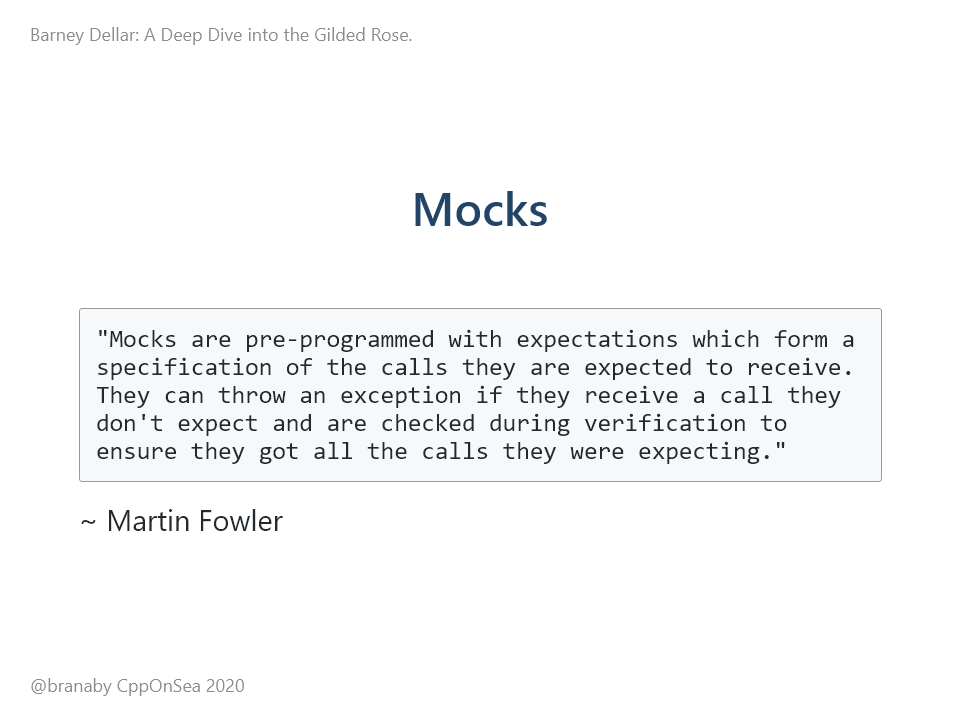 Barney Dellar: A Deep Dive into the Gilded Rose.
Mocks
"Mocks are pre-programmed with expectations which form a
specification of the calls they are expected to receive.
They can throw an exception if they receive a call they
don't expect and are checked during verification to
ensure they got all the calls they were expecting."
~ Martin Fowler
@branaby CppOnSea 2020